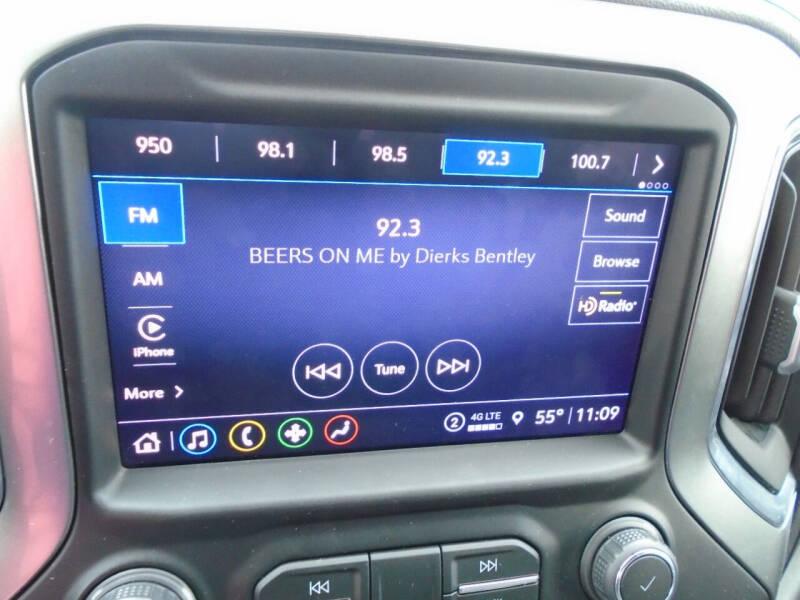 950 98.1 98.5 92.3 100.7
FM
92.3
Sound
BEERS ON ME by Dierks Bentley
Browse
AM
HD Radio
iPhone
Tune
More
2 4G LTE 55° 11:09